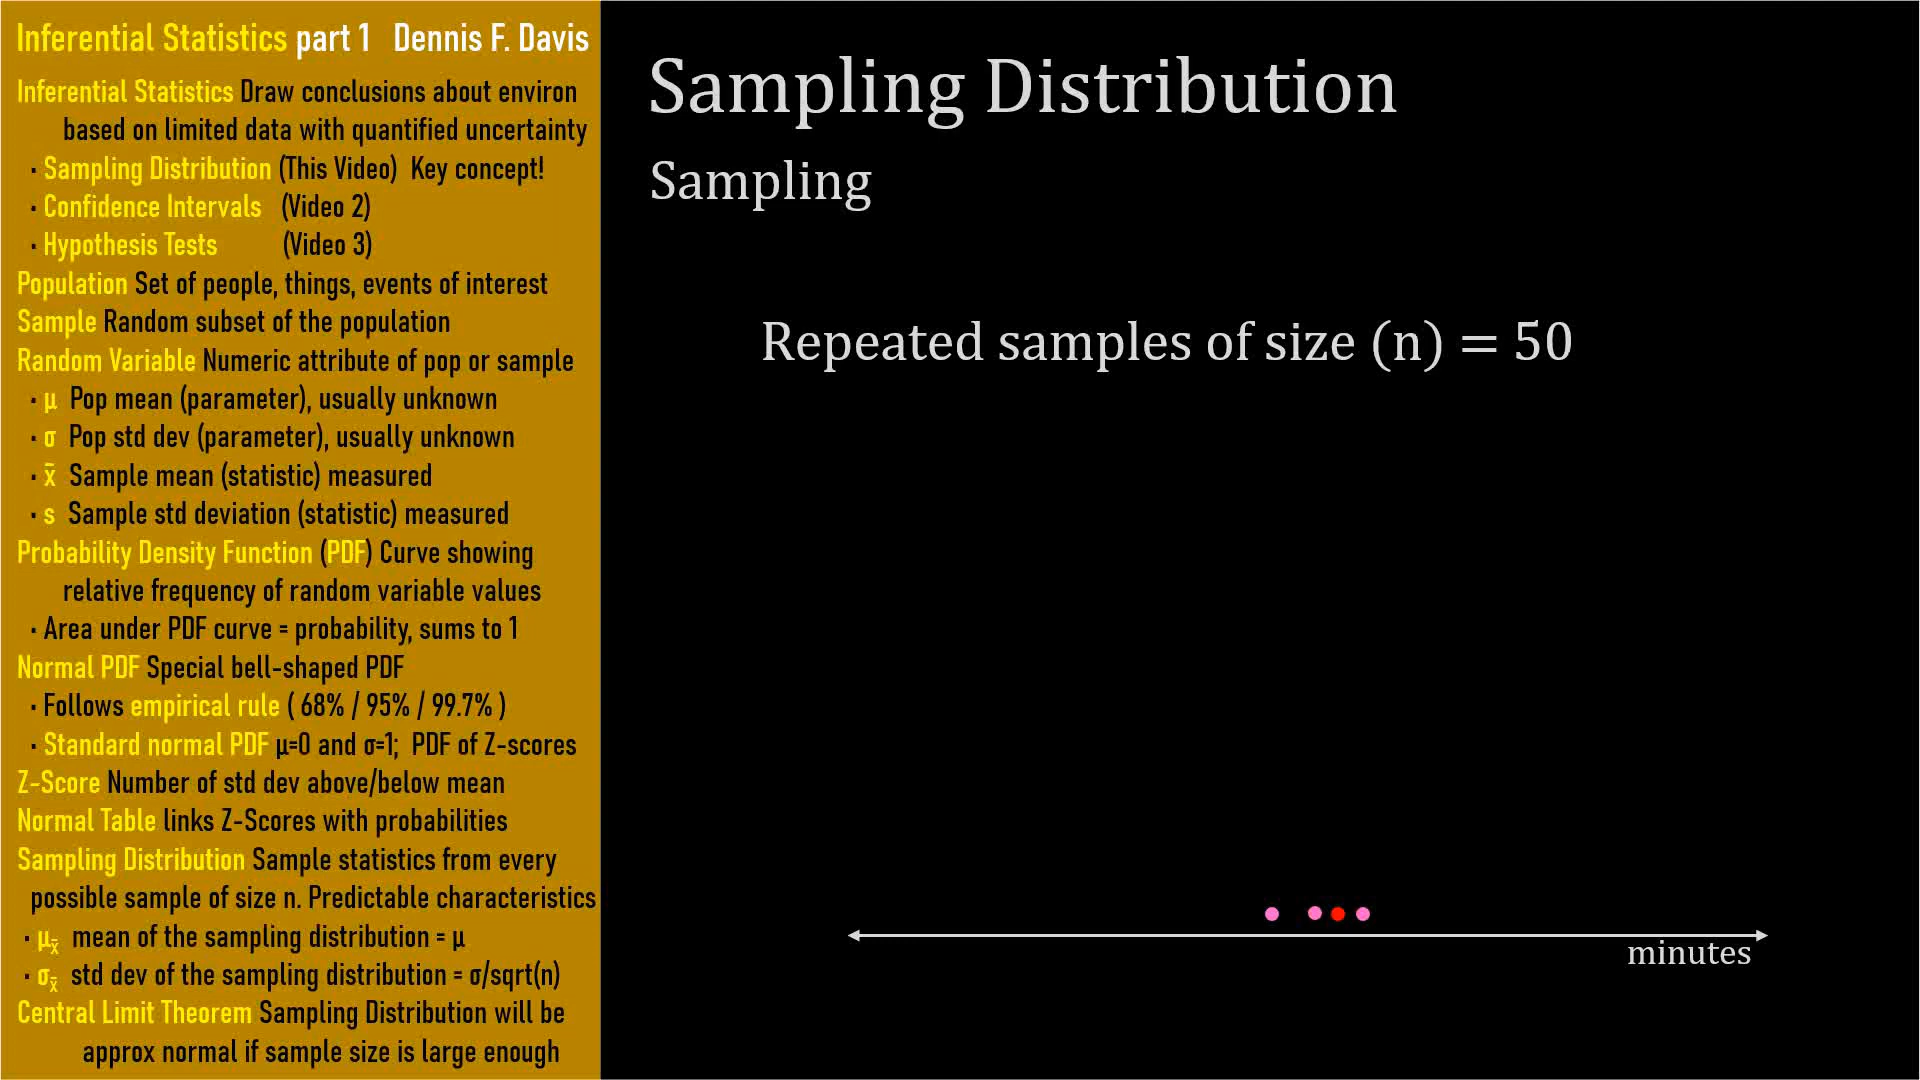 Inferential Statistics part 1 Dennis F. Davis
Inferential Statistics Draw conclusions about environ
based on limited data with quantified uncertainty
· Sampling Distribution (This Video) Key concept!
· Confidence Intervals (Video 2)
· Hypothesis Tests (Video 3)
Population Set of people, things, events of interest
Sample Random subset of the population
Random Variable Numeric attribute of pop or sample
· μ Pop mean (parameter), usually unknown
· σ Pop std dev (parameter), usually unknown
· x̄ Sample mean (statistic) measured
· s Sample std deviation (statistic) measured
Probability Density Function (PDF) Curve showing
relative frequency of random variable values
· Area under PDF curve = probability, sums to 1
Normal PDF Special bell-shaped PDF
· Follows empirical rule ( 68% / 95% / 99.7% )
· Standard normal PDF μ=0 and σ=1; PDF of Z-scores
Z-Score Number of std dev above/below mean
Normal Table links Z-Scores with probabilities
Sampling Distribution Sample statistics from every
possible sample of size n. Predictable characteristics
· μx̄ mean of the sampling distribution = μ
· σx̄ std dev of the sampling distribution = σ/sqrt(n)
Central Limit Theorem Sampling Distribution will be
approx normal if sample size is large enough
Sampling Distribution
Sampling
Repeated samples of size (n) = 50
minutes